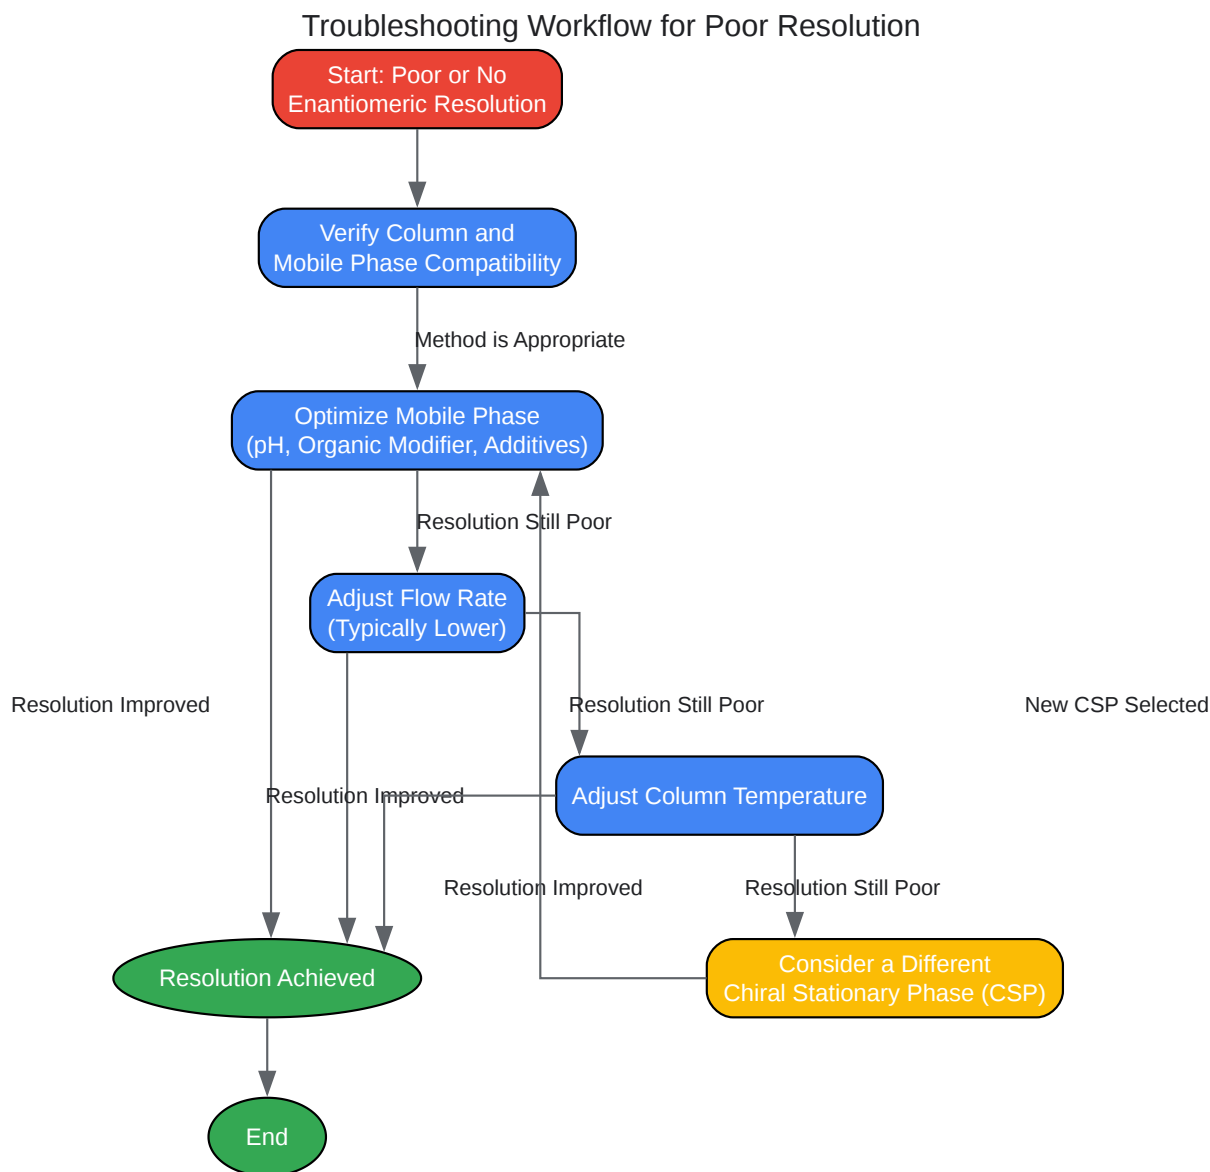 Troubleshooting Workflow for Poor Resolution
Start: Poor or No
Enantiomeric Resolution
Verify Column and
Mobile Phase Compatibility
Method is Appropriate
Optimize Mobile Phase
(pH, Organic Modifier, Additives)
Resolution Still Poor
Adjust Flow Rate
(Typically Lower)
Resolution Improved
Resolution Still Poor
New CSP Selected
Resolution Improved
Adjust Column Temperature
Resolution Improved
Resolution Still Poor
Resolution Achieved
Consider a Different
Chiral Stationary Phase (CSP)
End